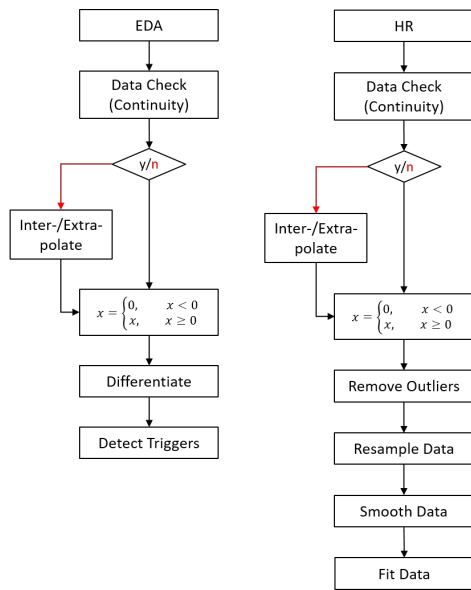 EDA
Data Check
(Continuity)
y/n
Inter-/Extra-
polate
x = {0, x < 0
x, x ≥ 0
Differentiate
Detect Triggers
HR
Data Check
(Continuity)
y/n
Inter-/Extra-
polate
x = {0, x < 0
x, x ≥ 0
Remove Outliers
Resample Data
Smooth Data
Fit Data